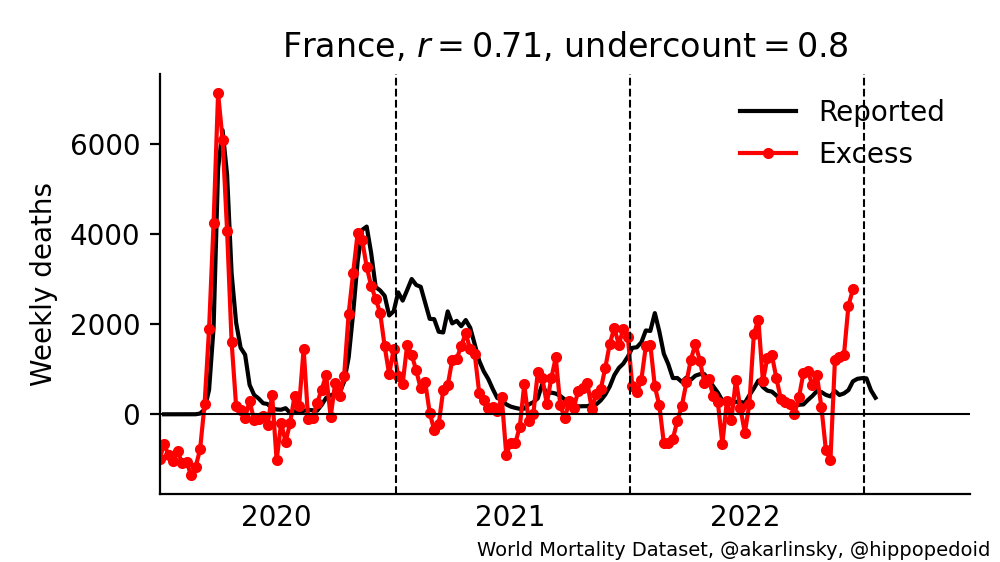 France, r = 0.71, undercount = 0.8
Reported
Excess
Weekly deaths
6000
4000
2000
0
2020 2021 2022
World Mortality Dataset, @akarlinsky, @hippopedoid